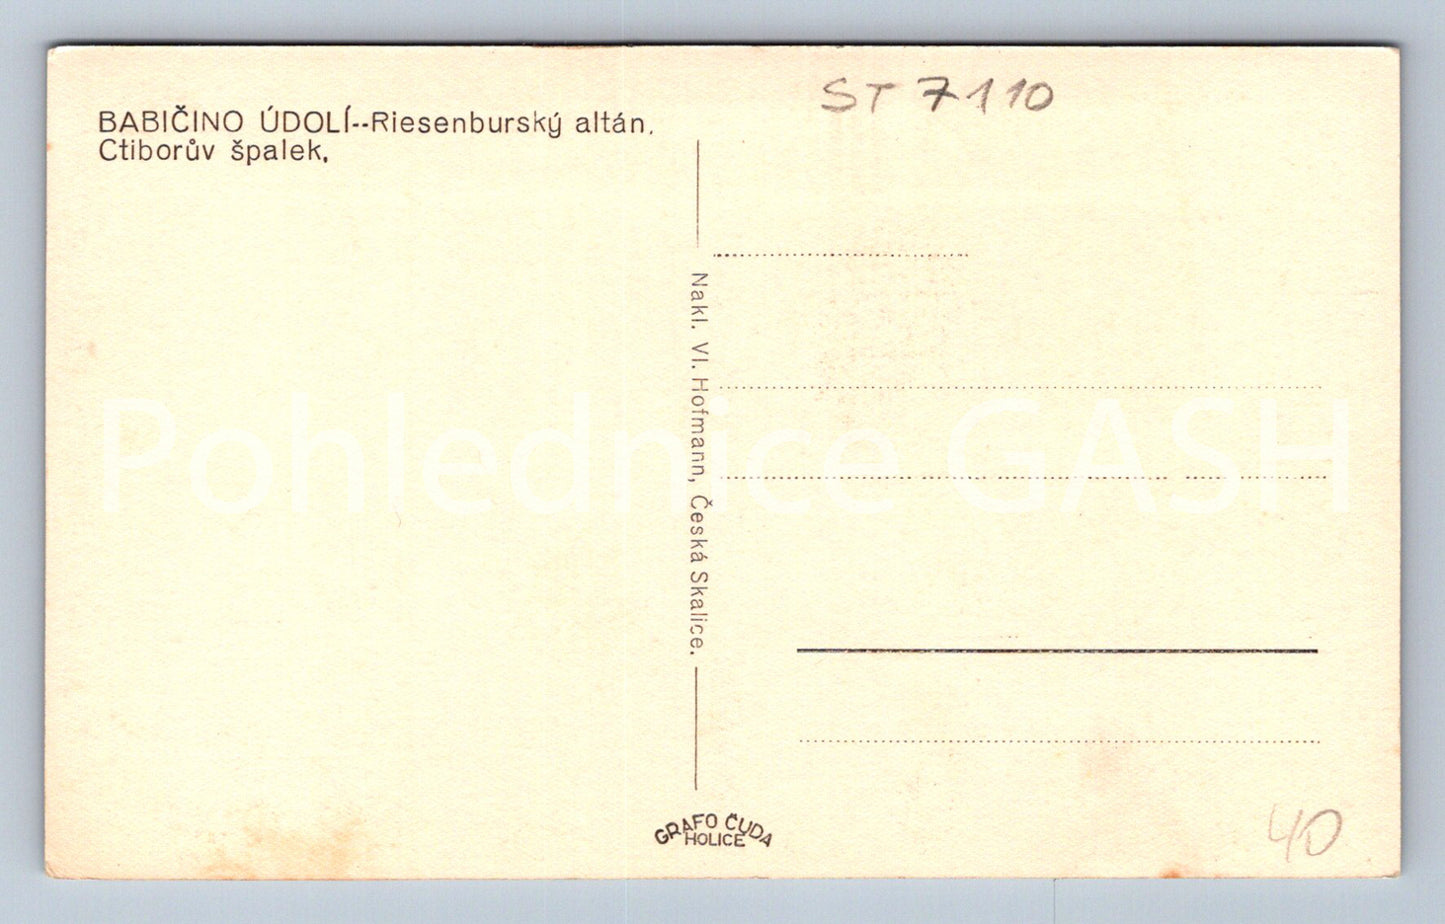 BABIČINO ÚDOLÍ--Riesenburský altán.
Ctiborův špalek.
ST 7110
Nakl. Vl. Hofmann, Česká Skalice.
Pohlednice GASH
GRAFO ČUDA
HOLICE
40